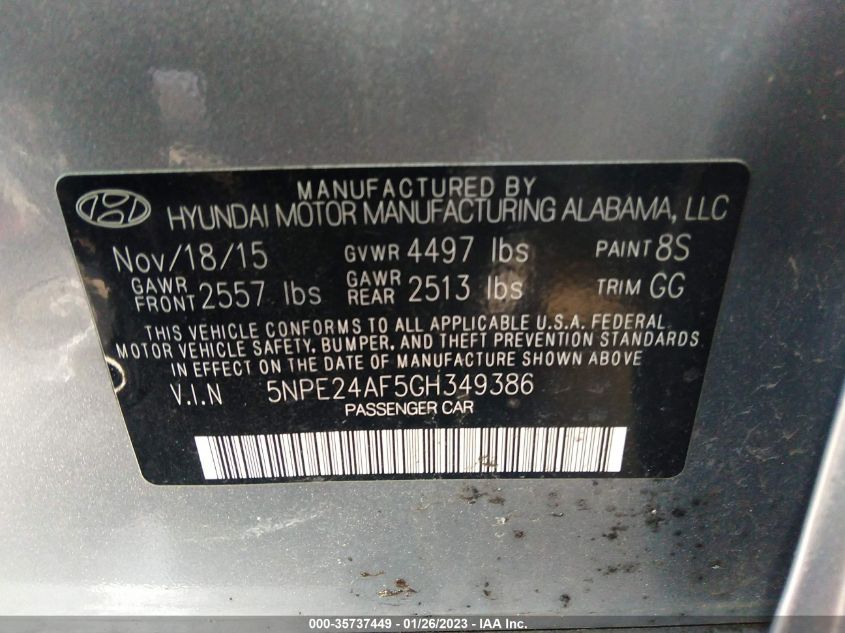 MANUFACTURED BY
HYUNDAI MOTOR MANUFACTURING ALABAMA, LLC
Nov/18/15 GVWR 4497 lbs PAINT 8S
GAWR FRONT 2557 lbs GAWR REAR 2513 lbs TRIM GG
THIS VEHICLE CONFORMS TO ALL APPLICABLE U.S.A. FEDERAL
MOTOR VEHICLE SAFETY, BUMPER, AND THEFT PREVENTION STANDARDS
IN EFFECT ON THE DATE OF MANUFACTURE SHOWN ABOVE
V.I.N 5NPE24AF5GH349386
PASSENGER CAR
000-35737449 - 01/26/2023 - IAA Inc.